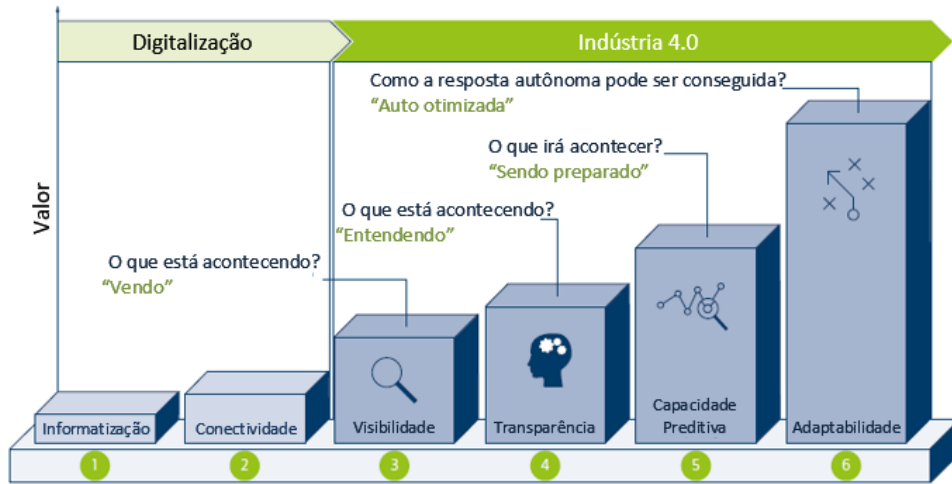 Digitalização
Indústria 4.0
Como a resposta autônoma pode ser conseguida?
“Auto otimizada”
O que irá acontecer?
“Sendo preparado”
O que está acontecendo?
“Entendendo”
O que está acontecendo?
“Vendo”
Valor
Informatização
Conectividade
Visibilidade
Transparência
Capacidade
Preditiva
Adaptabilidade
1
2
3
4
5
6